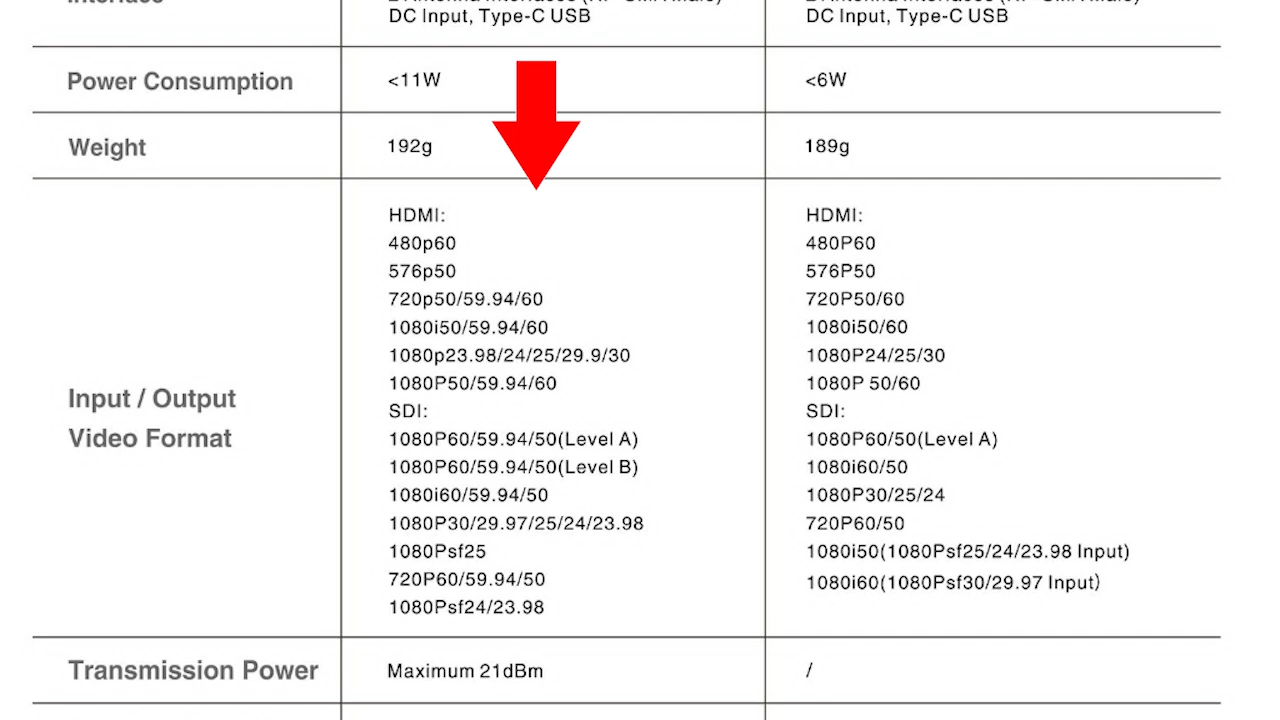 DC Input, Type-C USB
DC Input, Type-C USB
Power Consumption
<11W
<6W
Weight
192g
189g
Input / Output
Video Format
HDMI:
480p60
576p50
720p50/59.94/60
1080i50/59.94/60
1080p23.98/24/25/29.9/30
1080P50/59.94/60
SDI:
1080P60/59.94/50(Level A)
1080P60/59.94/50(Level B)
1080i60/59.94/50
1080P30/29.97/25/24/23.98
1080Psf25
720P60/59.94/50
1080Psf24/23.98
HDMI:
480P60
576P50
720P50/60
1080i50/60
1080P24/25/30
1080P 50/60
SDI:
1080P60/50(Level A)
1080i60/50
1080P30/25/24
720P60/50
1080i50(1080Psf25/24/23.98 Input)
1080i60(1080Psf30/29.97 Input)
Transmission Power
Maximum 21dBm
/